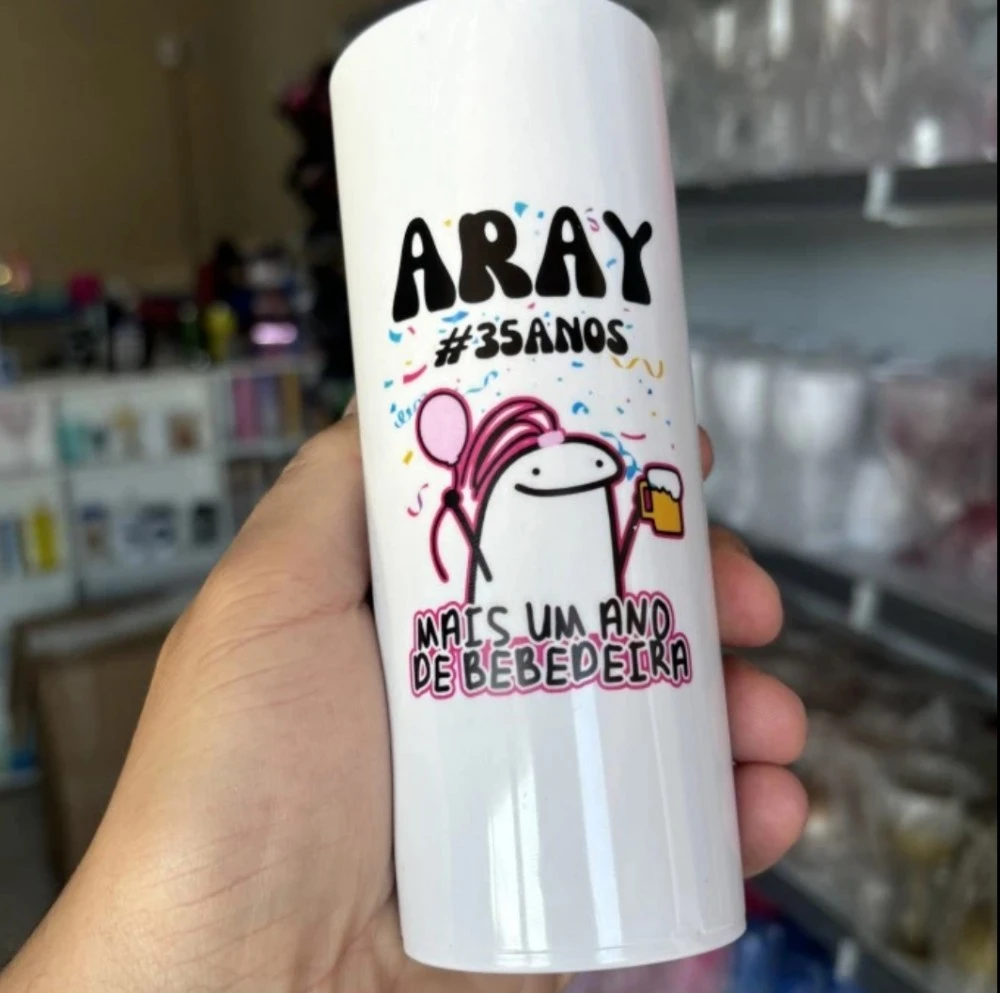 ARAY
#35ANOS
MAIS UM ANO
DE BEBEDEIRA